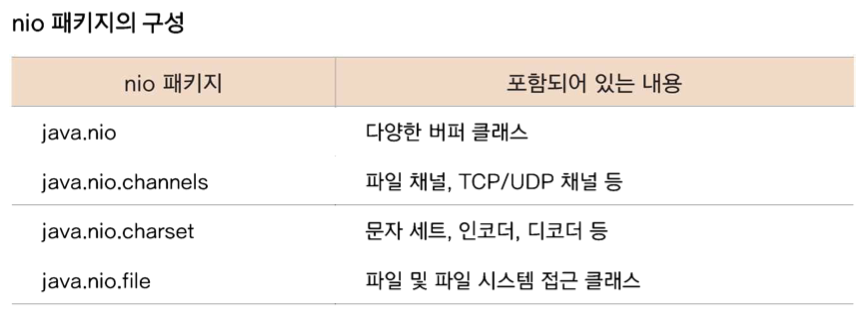 nio 패키지의 구성
nio 패키지 포함되어 있는 내용
java.nio 다양한 버퍼 클래스
java.nio.channels 파일 채널, TCP/UDP 채널 등
java.nio.charset 문자 세트, 인코더, 디코더 등
java.nio.file 파일 및 파일 시스템 접근 클래스